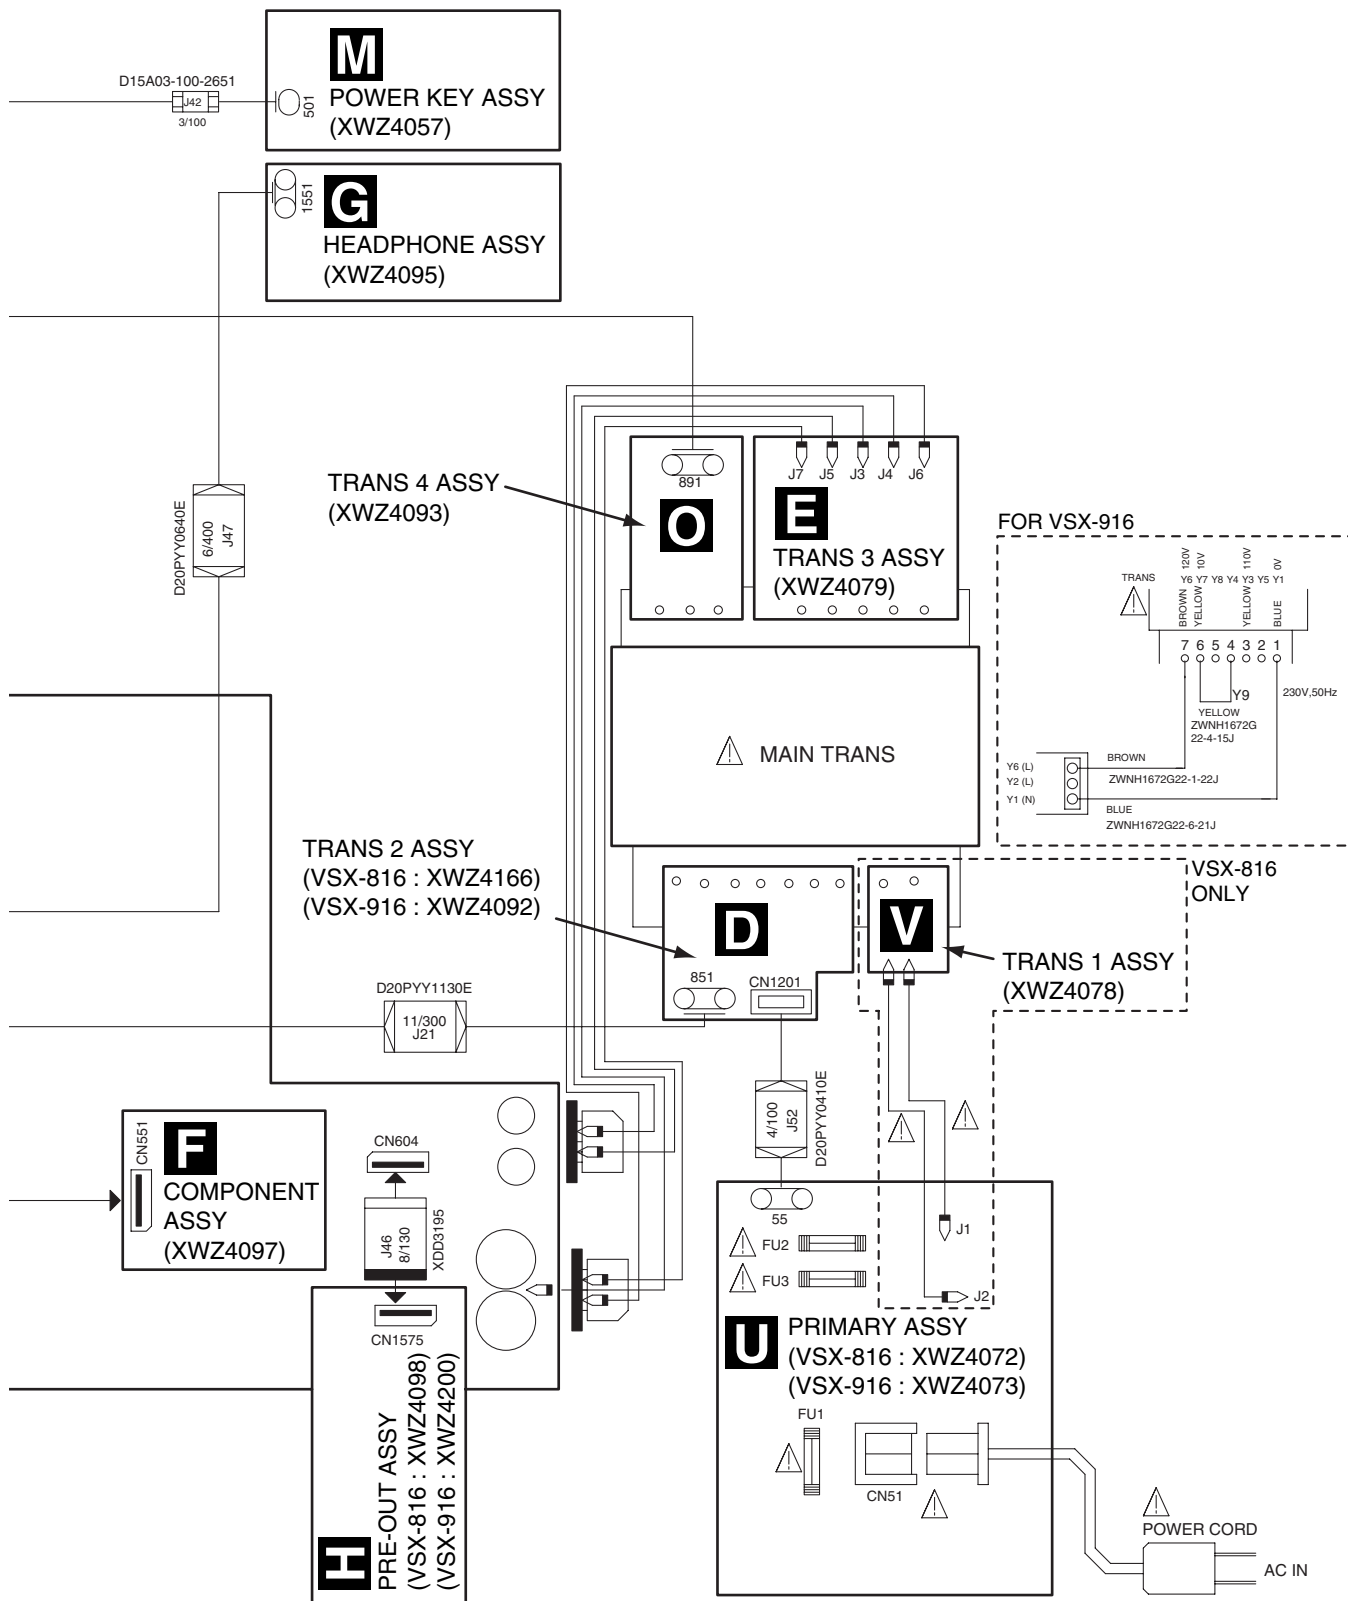 M
POWER KEY ASSY
(XWZ4057)
D15A03-100-2651
J42
3/100
501
G
HEADPHONE ASSY
(XWZ4095)
1551
D20PYY0640E
6/400
J47
TRANS 4 ASSY
(XWZ4093)
891
O
J7 J5 J3 J4 J6
E
TRANS 3 ASSY
(XWZ4079)
FOR VSX-916
TRANS
120V 10V 110V 0V
Y6 Y7 Y8 Y4 Y3 Y5 Y1
BROWN YELLOW YELLOW BLUE
7 6 5 4 3 2 1
Y9
230V,50Hz
YELLOW
ZWNH1672G
22-4-15J
Y6 (L)
Y2 (L)
Y1 (N)
BROWN
ZWNH1672G22-1-22J
BLUE
ZWNH1672G22-6-21J
MAIN TRANS
TRANS 2 ASSY
(VSX-816 : XWZ4166)
(VSX-916 : XWZ4092)
D
851
CN1201
V
VSX-816
ONLY
TRANS 1 ASSY
(XWZ4078)
D20PYY1130E
11/300
J21
4/100
J52
D20PYY0410E
CN551
F
COMPONENT
ASSY
(XWZ4097)
CN604
J46
8/130
XDD3195
CN1575
55
FU2
FU3
J1
J2
U
PRIMARY ASSY
(VSX-816 : XWZ4072)
(VSX-916 : XWZ4073)
FU1
CN51
H
PRE-OUT ASSY
(VSX-816 : XWZ4098)
(VSX-916 : XWZ4200)
POWER CORD
AC IN